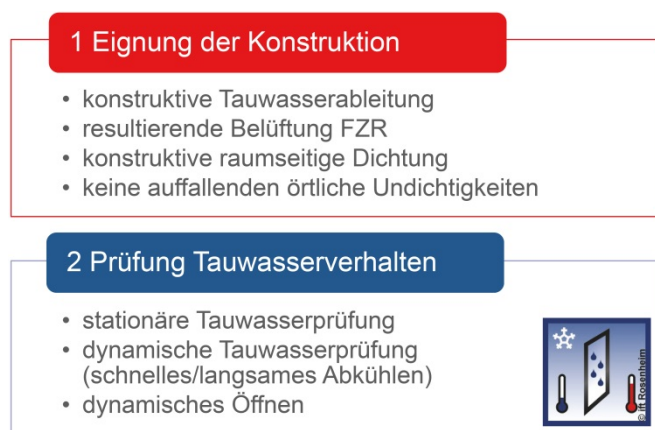 1 Eignung der Konstruktion
• konstruktive Tauwasserableitung
• resultierende Belüftung FZR
• konstruktive raumseitige Dichtung
• keine auffallenden örtliche Undichtigkeiten
2 Prüfung Tauwasserverhalten
• stationäre Tauwasserprüfung
• dynamische Tauwasserprüfung
(schnelles/langsames Abkühlen)
• dynamisches Öffnen
© ift Rosenheim